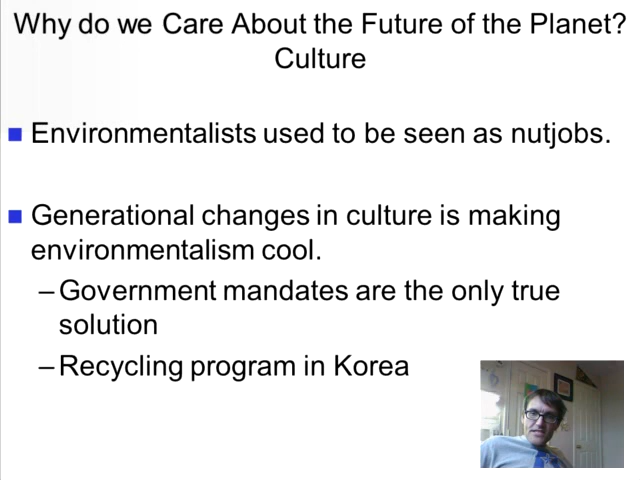 Why do we Care About the Future of the Planet?
Culture
Environmentalists used to be seen as nutjobs.
Generational changes in culture is making
environmentalism cool.
–Government mandates are the only true
solution
–Recycling program in Korea